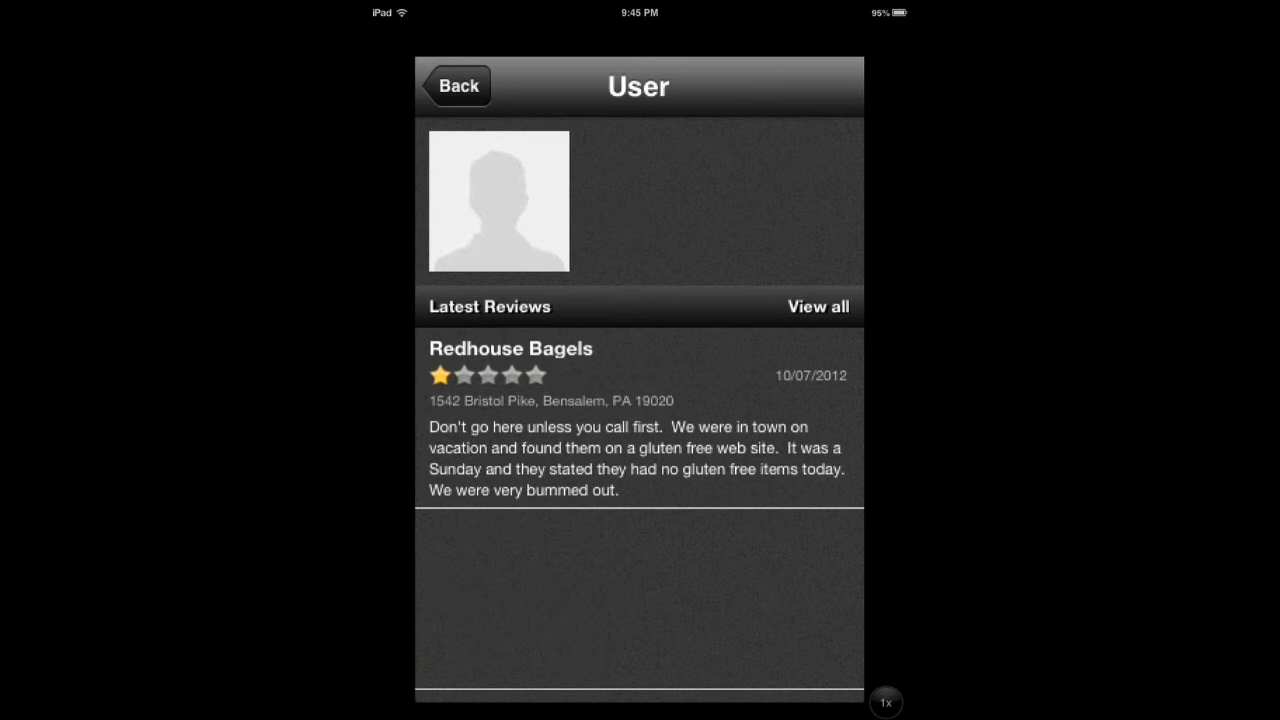 iPad 9:45 PM 95%
Back User
Latest Reviews View all
Redhouse Bagels
10/07/2012
1542 Bristol Pike, Bensalem, PA 19020
Don't go here unless you call first.  We were in town on
vacation and found them on a gluten free web site.  It was a
Sunday and they stated they had no gluten free items today.
We were very bummed out.
1x